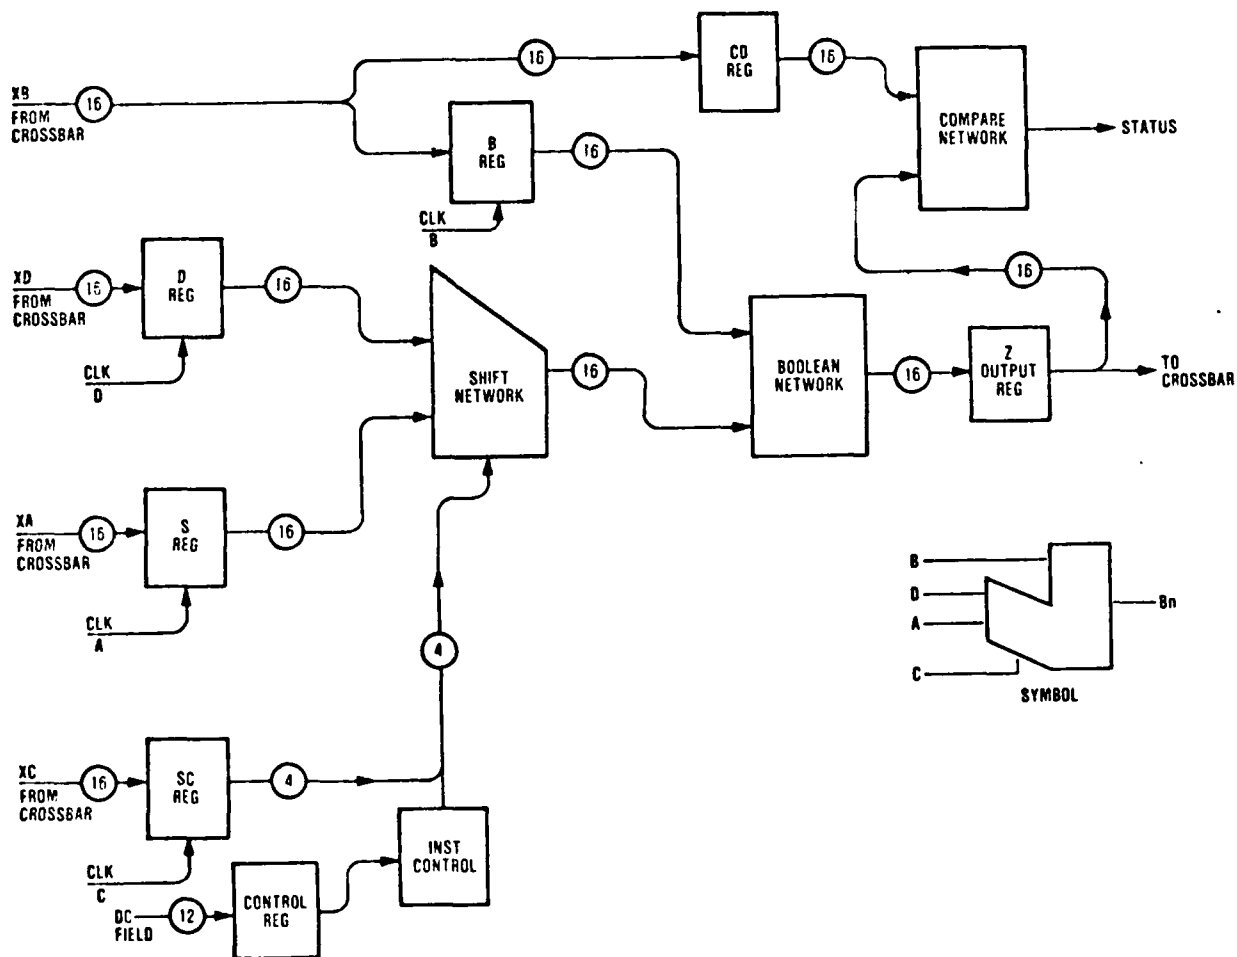 XB
FROM
CROSSBAR
16
16
CD
REG
16
COMPARE
NETWORK
STATUS
B
REG
16
CLK
B
XD
FROM
CROSSBAR
16
D
REG
16
CLK
D
SHIFT
NETWORK
16
BOOLEAN
NETWORK
16
Z
OUTPUT
REG
16
TO
CROSSBAR
XA
FROM
CROSSBAR
16
S
REG
16
CLK
A
4
B
D
A
C
Bn
SYMBOL
XC
FROM
CROSSBAR
16
SC
REG
4
CLK
C
INST
CONTROL
DC
FIELD
12
CONTROL
REG